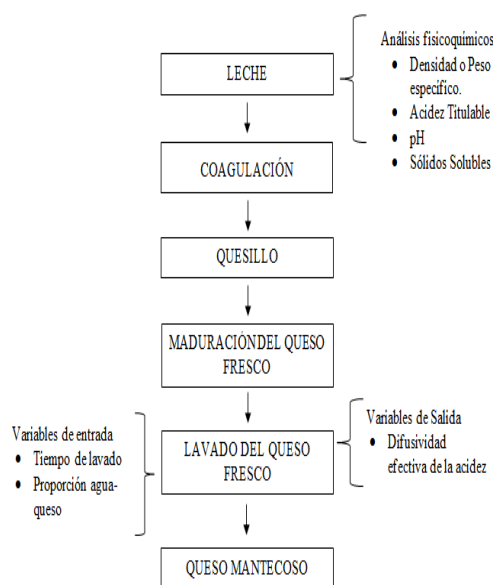 LECHE
Análisis fisicoquímicos
• Densidad o Peso
específico.
• Acidez Titulable
• pH
• Sólidos Solubles
COAGULACIÓN
QUESILLO
MADURACIÓN DEL QUESO
FRESCO
Variables de entrada
• Tiempo de lavado
• Proporción agua-
queso
LAVADO DEL QUESO
FRESCO
Variables de Salida
• Difusividad
efectiva de la acidez
QUESO MANTECOSO